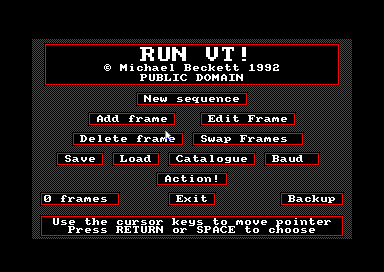 RUN VT!
© Michael Beckett 1992
PUBLIC DOMAIN
New sequence
Add frame Edit Frame
Delete frame Swap Frames
Save Load Catalogue Baud
Action!
0 frames Exit Backup
Use the cursor keys to move pointer
Press RETURN or SPACE to choose